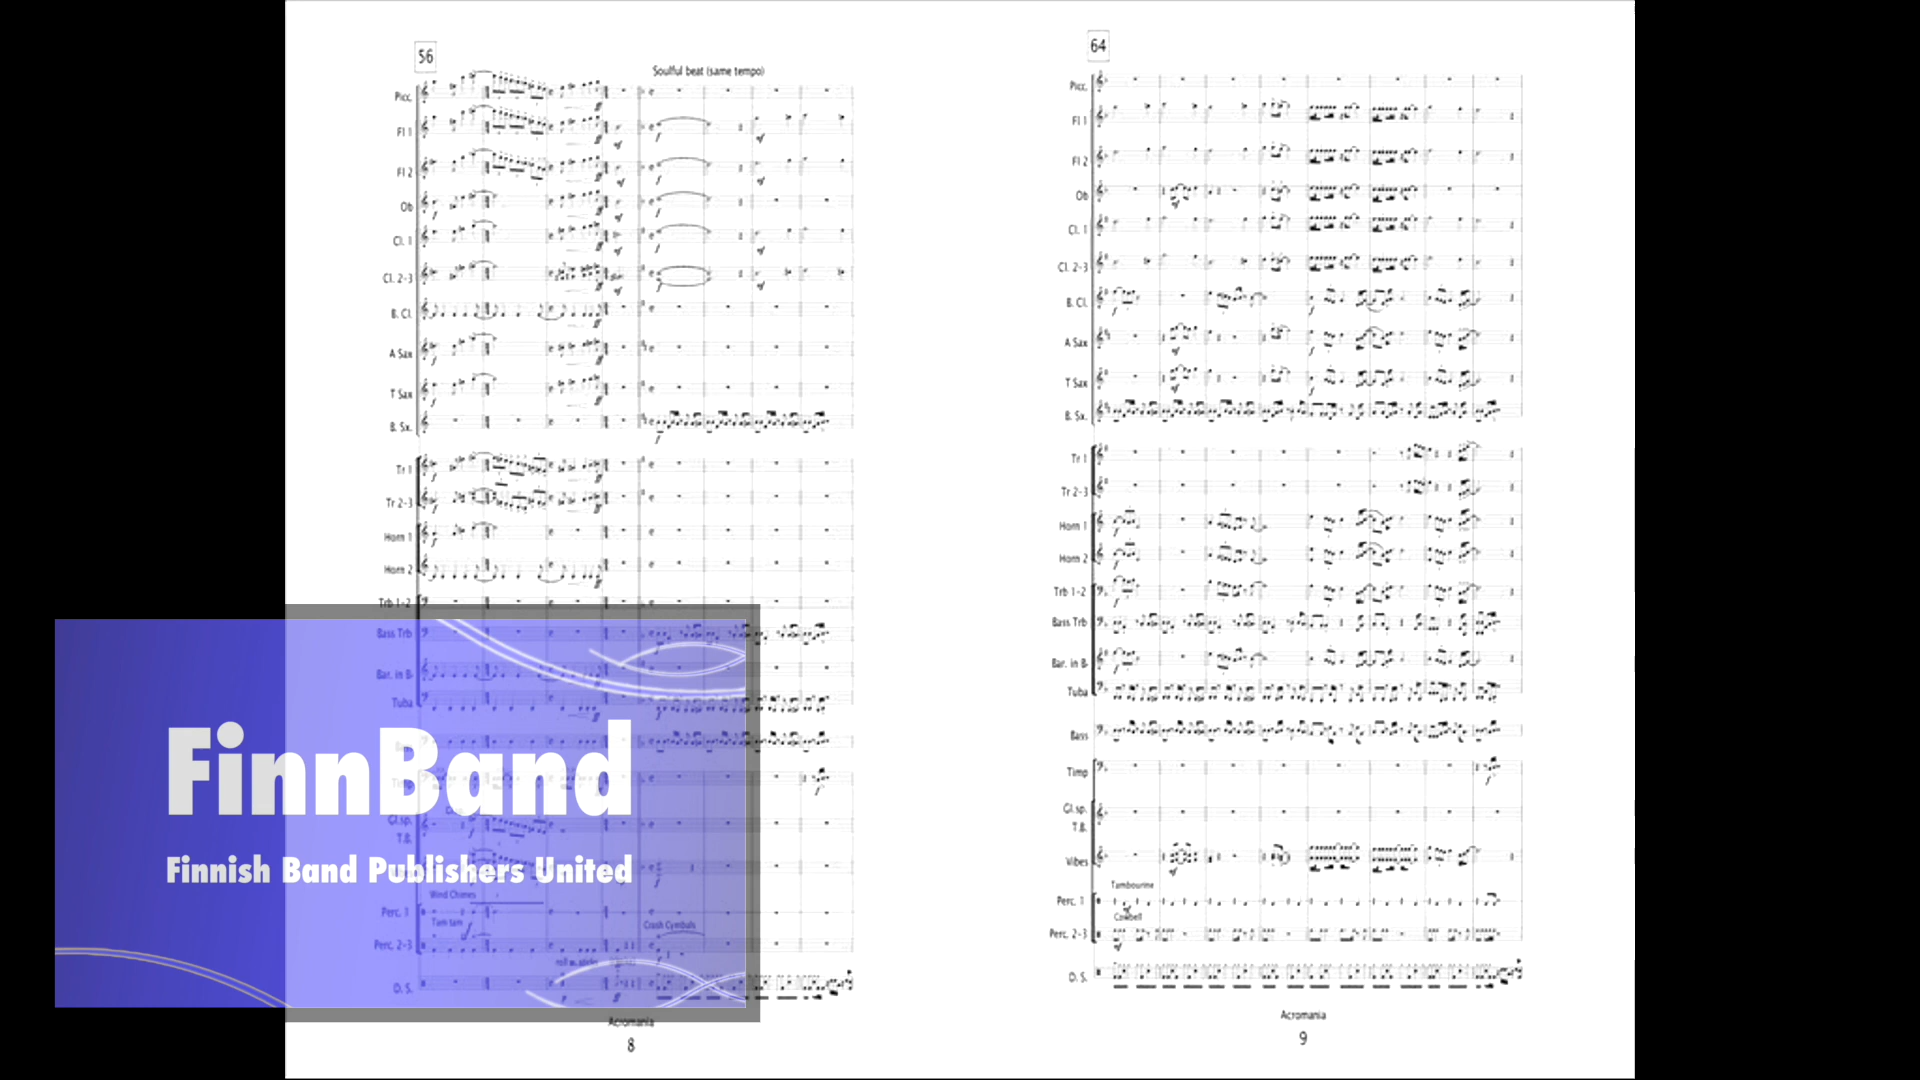 56
Soulful beat (same tempo)
Picc.
Fl 1
Fl 2
Ob
Cl. 1
Cl. 2-3
B. Cl.
A Sax
T Sax
B. Sx.
Tr 1
Tr 2-3
Horn 1
Horn 2
Trb 1-2
Bass Trb
Bar. in B♭
Tuba
Gl.sp.
T.B.
Wind Chimes
Perc. 1
Tam tam
Crash Cymbals
Perc. 2-3
D. S.
Acromania
8
64
Picc.
Fl 1
Fl 2
Ob
Cl. 1
Cl. 2-3
B. Cl.
A Sax
T Sax
B. Sx.
Tr 1
Tr 2-3
Horn 1
Horn 2
Trb 1-2
Bass Trb
Bar. in B♭
Tuba
Bass
Timp
Gl.sp.
T.B.
Vibes
Tambourine
Perc. 1
Cowbell
Perc. 2-3
D. S.
Acromania
9
FinnBand
Finnish Band Publishers United